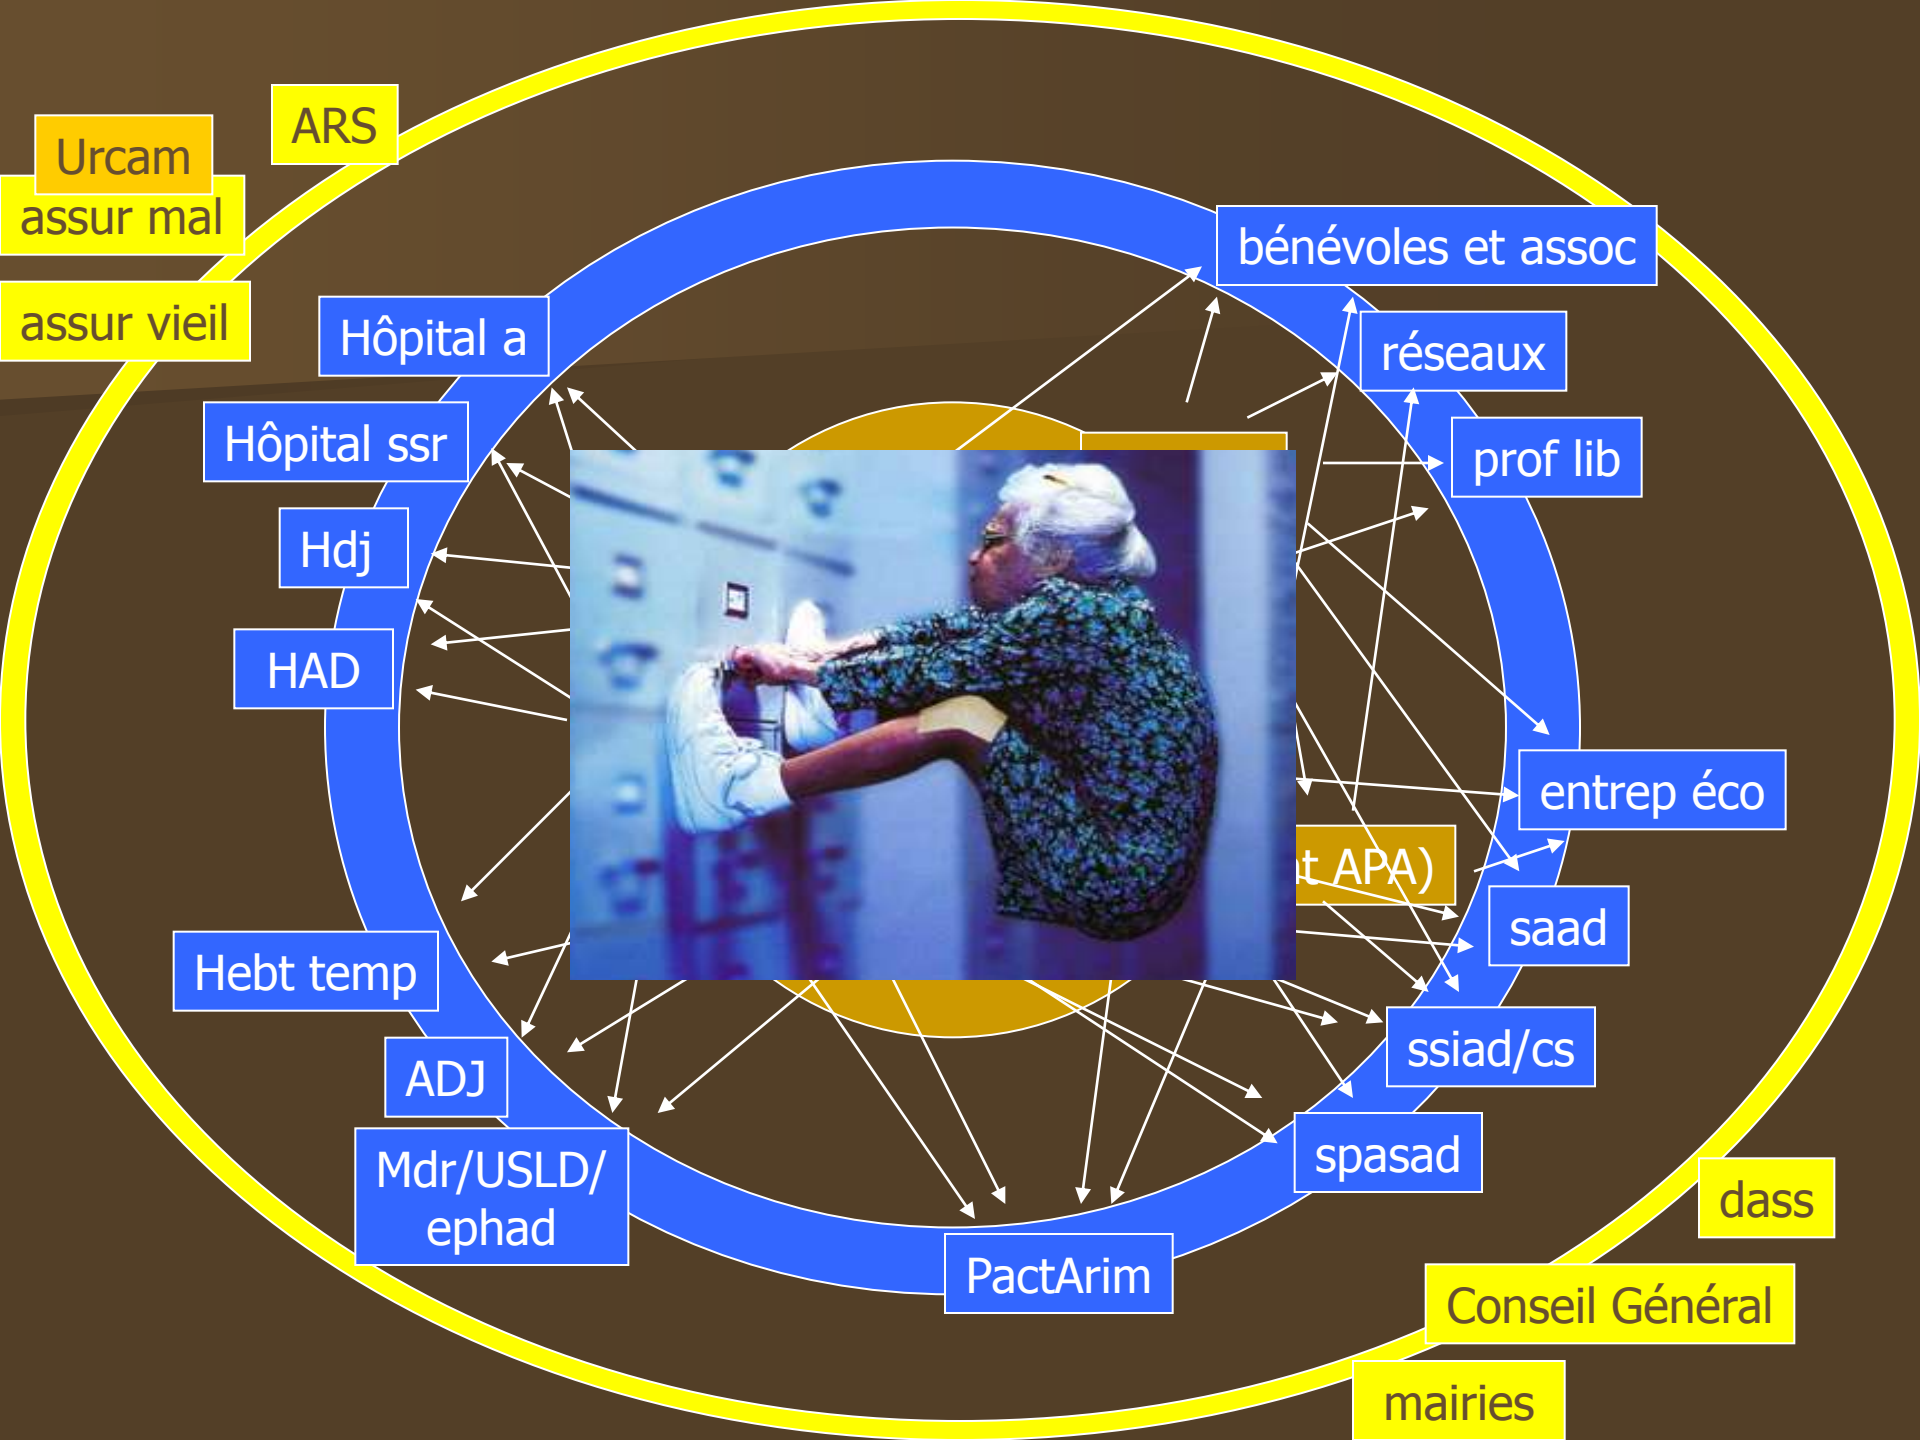 ARS
Urcam
assur mal
bénévoles et assoc
assur vieil
Hôpital a
réseaux
Hôpital ssr
prof lib
Hdj
HAD
entrep éco
APA)
saad
Hebt temp
ssiad/cs
ADJ
spasad
Mdr/USLD/
ephad
dass
PactArim
Conseil Général
mairies